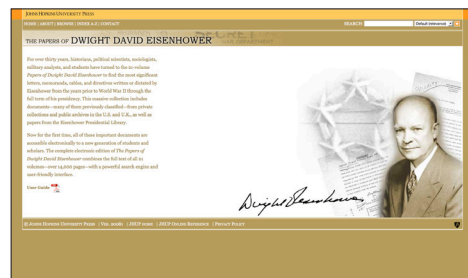 JOHNS HOPKINS UNIVERSITY PRESS
HOME | ABOUT | BROWSE | INDEX A-Z | CONTACT
SEARCH
Default (relevance)
THE PAPERS OF DWIGHT DAVID EISENHOWER
For over thirty years, historians, political scientists, sociologists,
military analysts, and students have turned to the 21-volume
Papers of Dwight David Eisenhower to find the most significant
letters, memoranda, cables, and directives written or dictated by
Eisenhower from the years prior to World War II through the
full term of his presidency. This massive collection includes
documents—many of them previously classified—from private
collections and public archives in the U.S. and U.K., as well as
papers from the Eisenhower Presidential Library.
Now for the first time, all of these important documents are
accessible electronically to a new generation of students and
scholars. The complete electronic edition of The Papers of
Dwight David Eisenhower combines the full text of all 21
volumes—over 14,000 pages—with a powerful search engine and
user-friendly interface.
User Guide
Dwight Eisenhower
© JOHNS HOPKINS UNIVERSITY PRESS | JHUP HOME | JHUP ONLINE REFERENCE | PRIVACY POLICY